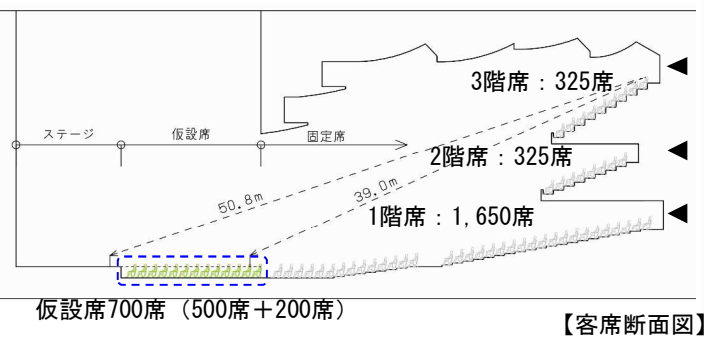 3階席：325席
ステージ
仮設席
固定席
2階席：325席
50.8m
39.0m
1階席：1,650席
仮設席700席（500席＋200席）
【客席断面図】